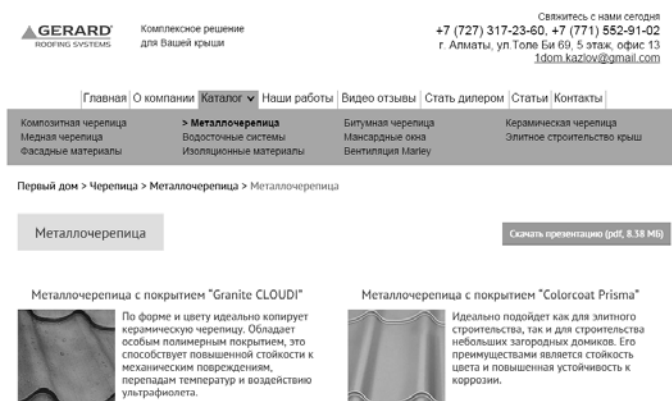 GERARD
ROOFING SYSTEMS
Комплексное решение
для Вашей крыши
Свяжитесь с нами сегодня
+7 (727) 317-23-60, +7 (771) 552-91-02
г. Алматы, ул.Толе Би 69, 5 этаж, офис 13
1dom.kazlov@gmail.com
Главная О компании Каталог Наши работы Видео отзывы Стать дилером Статьи Контакты
Композитная черепица > Металлочерепица Битумная черепица Керамическая черепица
Медная черепица Водосточные системы Мансардные окна Элитное строительство крыш
Фасадные материалы Изоляционные материалы Вентиляция Marley
Первый дом > Черепица > Металлочерепица > Металлочерепица
Металлочерепица
Скачать презентацию (pdf, 8.38 МБ)
Металлочерепица с покрытием "Granite CLOUDI"
По форме и цвету идеально копирует
керамическую черепицу. Обладает
особым полимерным покрытием, это
способствует повышенной стойкости к
механическим повреждениям,
перепадам температур и воздействию
ультрафиолета.
Металлочерепица с покрытием "Colorcoat Prisma"
Идеально подойдет как для элитного
строительства, так и для строительства
небольших загородных домиков. Его
преимуществами является стойкость
цвета и повышенная устойчивость к
коррозии.